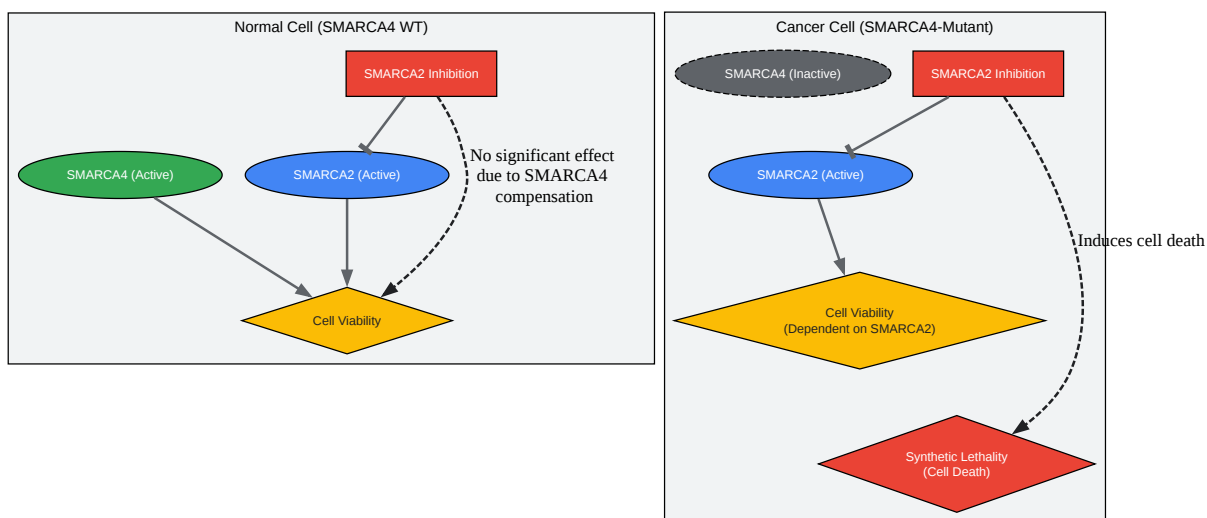 Normal Cell (SMARCA4 WT)
SMARCA2 Inhibition
SMARCA4 (Active)
SMARCA2 (Active)
No significant effect
due to SMARCA4
compensation
Cell Viability
Cancer Cell (SMARCA4-Mutant)
SMARCA4 (Inactive)
SMARCA2 Inhibition
SMARCA2 (Active)
Induces cell death
Cell Viability
(Dependent on SMARCA2)
Synthetic Lethality
(Cell Death)